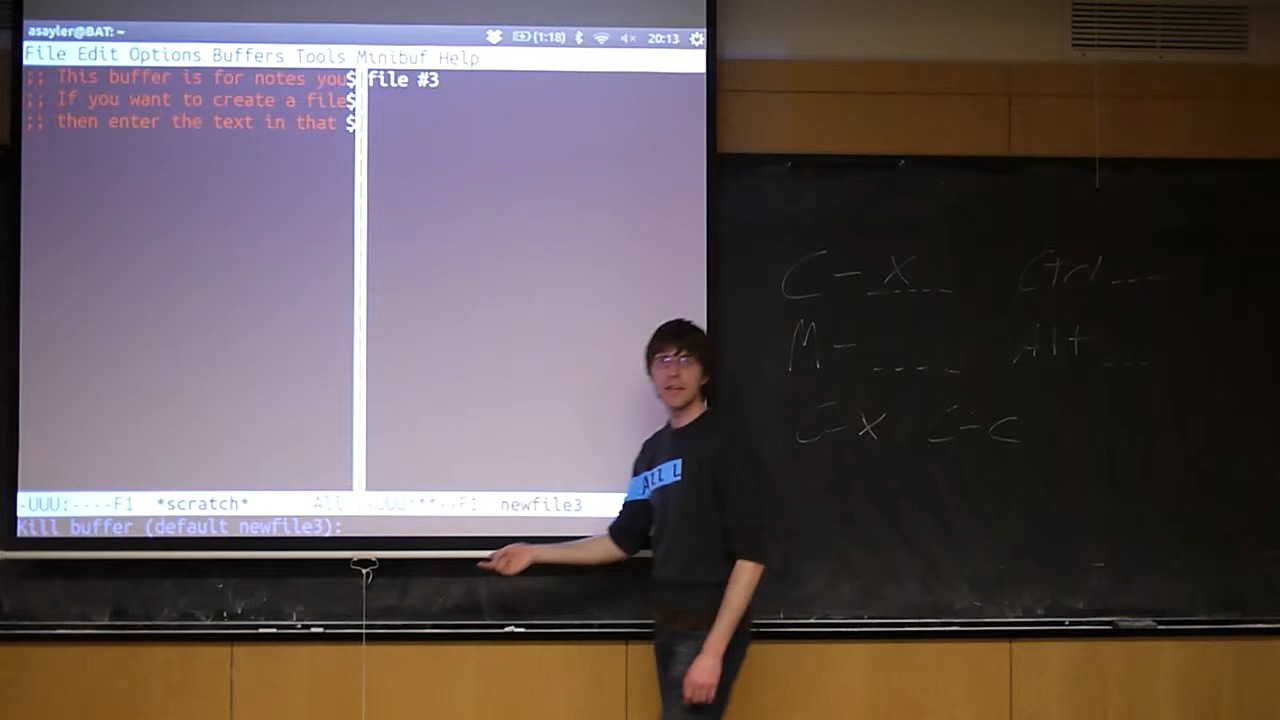 asayler@BAT: ~ (1:18) 20:13
File Edit Options Buffers Tools Minibuf Help
;; This buffer is for notes you$ file #3
;; If you want to create a file$
;; then enter the text in that $
-UUU:----F1 *scratch* All -UUU:**--F1 newfile3
Kill buffer (default newfile3):
All L
C-x Ctrl
M- Alt
C-x C-c